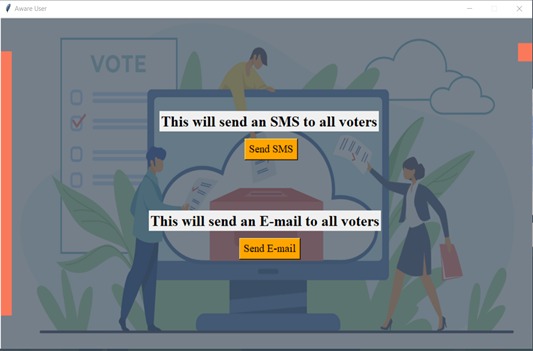 Aware User
VOTE
This will send an SMS to all voters
Send SMS
This will send an E-mail to all voters
Send E-mail